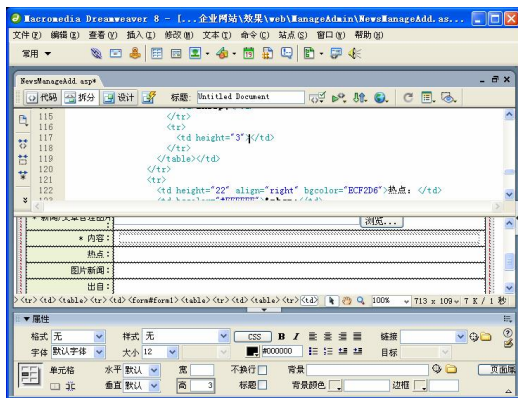 Macromedia Dreamweaver 8 - [...企业网站\效果\web\ManageAdmin\NewsManageAdd.as...
文件(F) 编辑(E) 查看(V) 插入(I) 修改(M) 文本(T) 命令(C) 站点(S) 窗口(W) 帮助(H)
常用
NewsManageAdd.asp*
代码 拆分 设计 标题: Untitled Document
115 </tr>
116 <tr>
117 <td height="3"></td>
118 </tr>
119 </table></td>
120 </tr>
121 <tr>
122 <td height="22" align="right" bgcolor="ECF2D6">热点: </td>
浏览...
* 内容:
热点:
图片新闻:
出自:
<tr> <td> <table> <tr> <td> <form#form1> <table> <tr> <td> <table> <tr> <td> 100% 713 x 109 7 K / 1 秒
属性
格式 无 样式 无 CSS B I 链接
字体 默认字体 大小 12 #000000 目标
单元格 水平 默认 宽 不换行 背景 页面属
垂直 默认 高 3 标题 背景颜色 边框